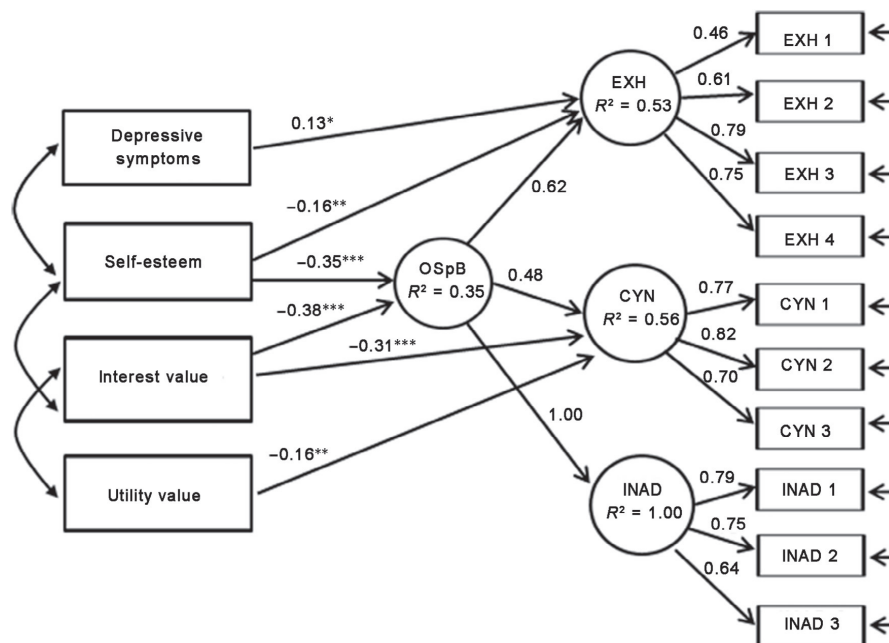 0.46
EXH 1
EXH
R² = 0.53
0.61
EXH 2
Depressive
symptoms
0.13*
0.79
EXH 3
0.75
0.62
EXH 4
–0.16**
Self-esteem
–0.35***
OSpB
R² = 0.35
0.48
CYN
R² = 0.56
0.77
CYN 1
–0.38***
0.82
CYN 2
Interest value
–0.31***
0.70
CYN 3
1.00
–0.16**
Utility value
INAD
R² = 1.00
0.79
INAD 1
0.75
INAD 2
0.64
INAD 3